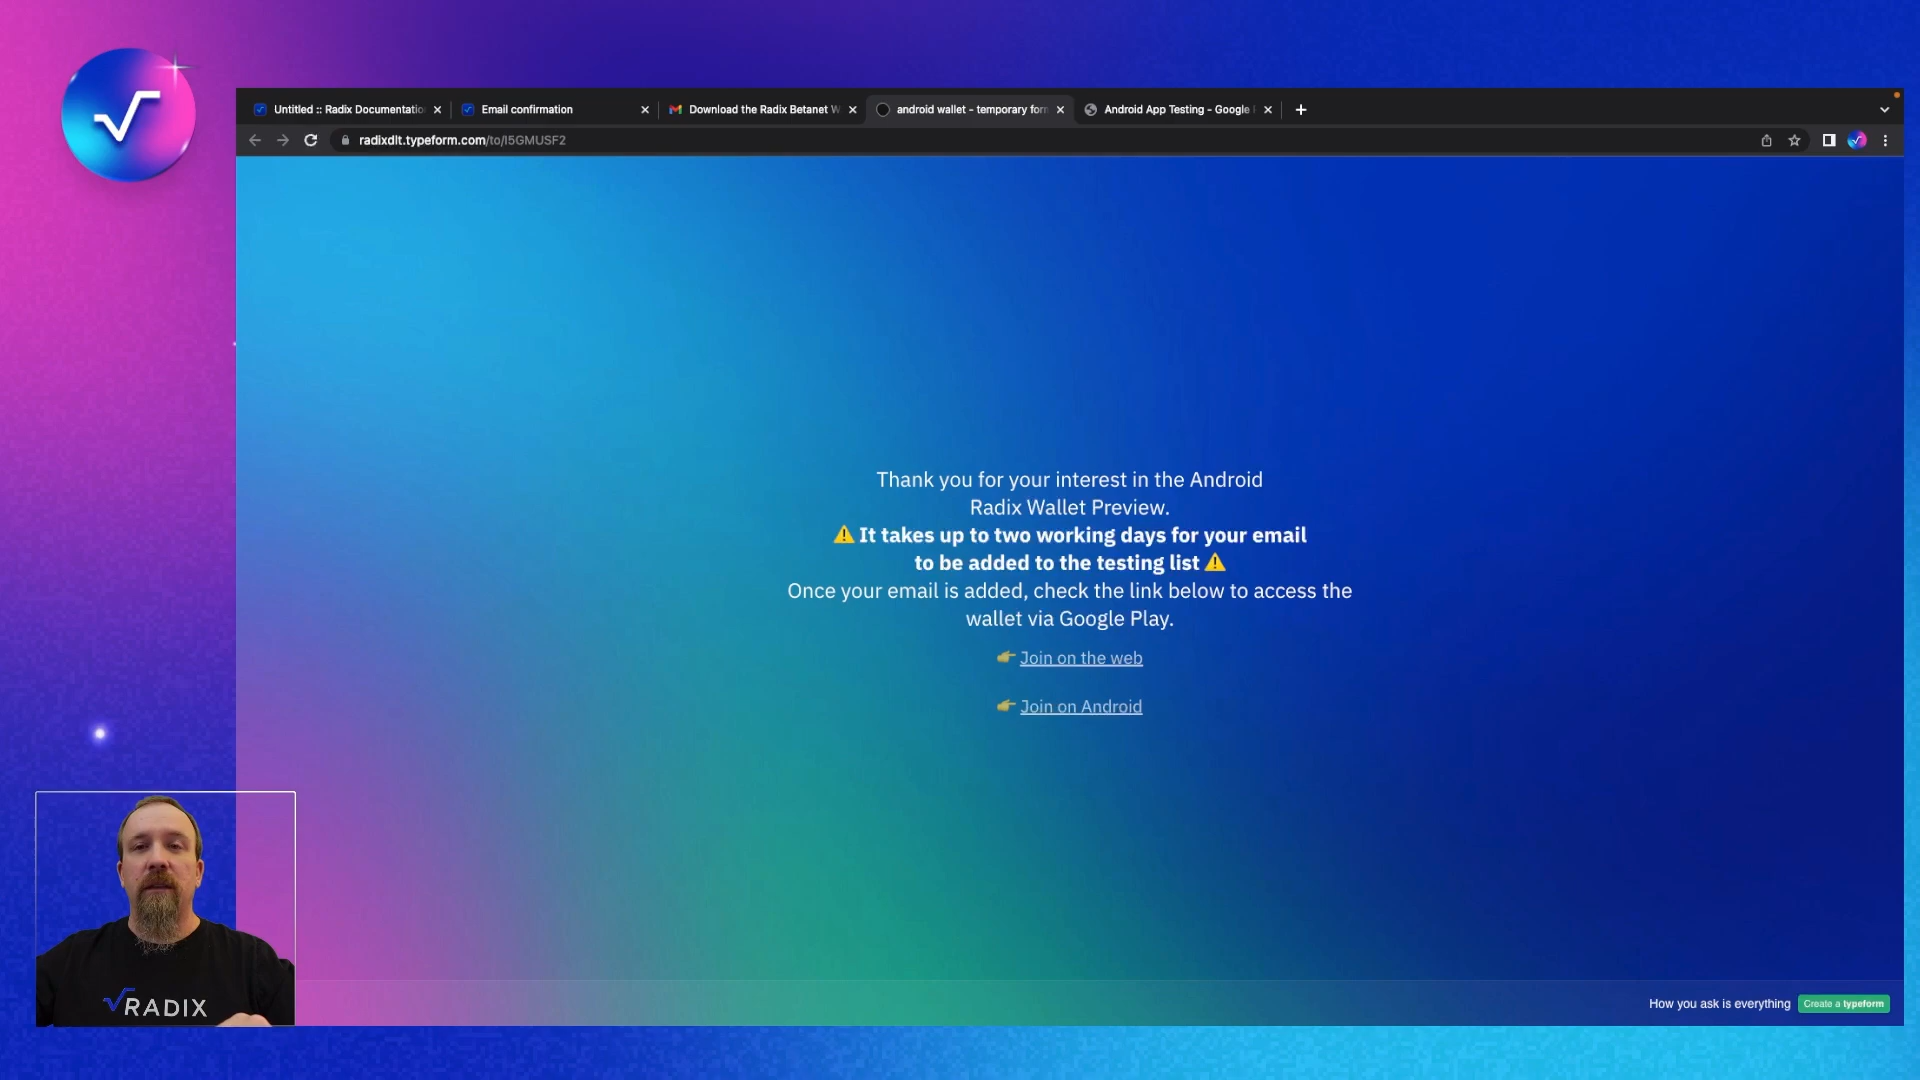 Untitled :: Radix Documentatio
Email confirmation
Download the Radix Betanet W
android wallet - temporary form
Android App Testing - Google
radixdlt.typeform.com/to/I5GMUSF2
Thank you for your interest in the Android
Radix Wallet Preview.
⚠️ It takes up to two working days for your email
to be added to the testing list ⚠️
Once your email is added, check the link below to access the
wallet via Google Play.
👉 Join on the web
👉 Join on Android
RADIX
How you ask is everything
Create a typeform